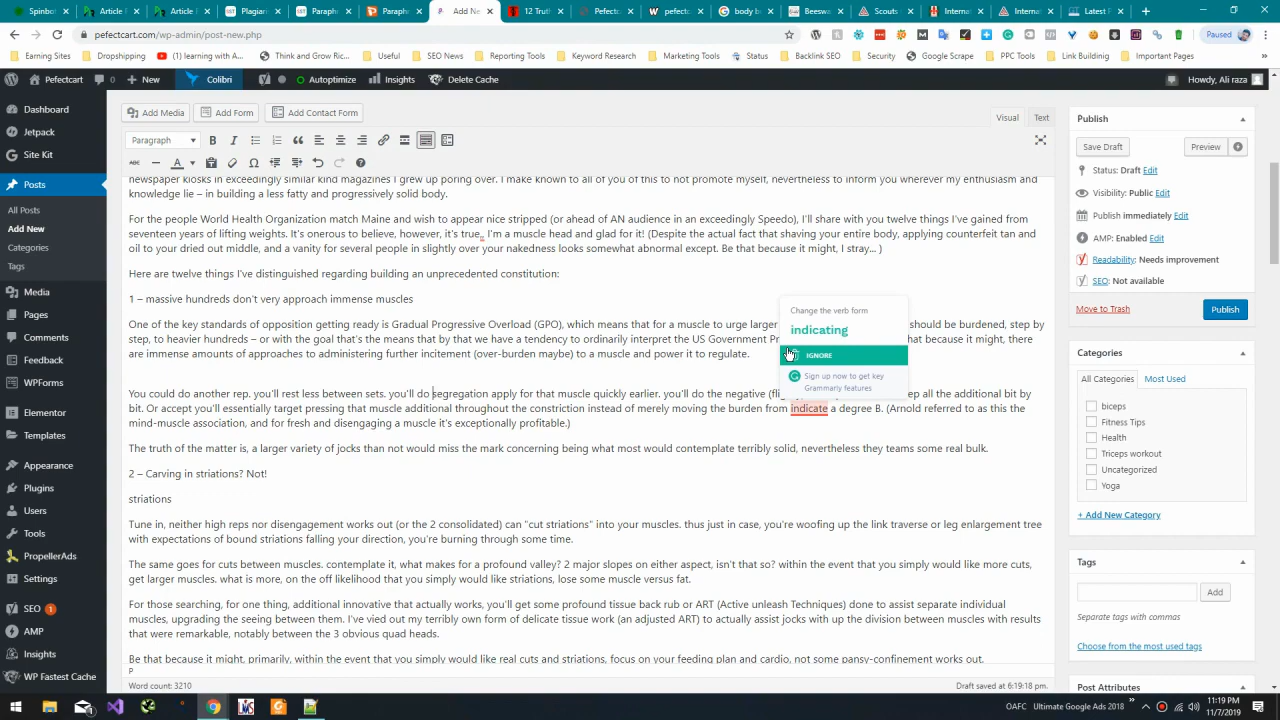 Spinbot
Article R
Article R
Plagiari
Paraphr
Paraphr
Add Ne
12 Truth
Pefectc
pefectc
body bu
Beeswa
Scouts
Internat
Internat
Latest P
pefectcart.com/wp-admin/post-new.php
Paused
Earning Sites
Dropshipping
(1) learning with a...
Think and Grow Ric...
Useful
SEO News
Reporting Tools
Keyword Research
Marketing Tools
Status
Backlink SEO
Security
Google Scrape
PPC Tools
Link Buildinig
Important Pages
Pefectcart
0
New
Colibri
Autoptimize
Insights
Delete Cache
Howdy, Ali raza
Dashboard
Jetpack
Site Kit
Posts
All Posts
Add New
Categories
Tags
Media
Pages
Comments
Feedback
WPForms
Elementor
Templates
Appearance
Plugins
Users
Tools
PropellerAds
Settings
SEO 1
AMP
Insights
WP Fastest Cache
Add Media
Add Form
Add Contact Form
Visual
Text
Paragraph
newspaper kiosks in exceedingly similar kind magazines I grew up poring over. I make known to all of you of this to not promote myself, nevertheless to inform you wherever my enthusiasm and
knowledge lie – in building a less fatty and progressively solid body.
For the people World Health Organization match Maine and wish to appear nice stripped (or ahead of AN audience in an exceedingly Speedo), I'll share with you twelve things I've gained from
seventeen years of lifting weights. It's onerous to believe, however, it's true, I'm a muscle head and glad for it! (Despite the actual fact that shaving your entire body, applying counterfeit tan and
oil to your dried out middle, and a vanity for several people in slightly over your nakedness looks somewhat abnormal except. Be that because it might, I stray... )
Here are twelve things I've distinguished regarding building an unprecedented constitution:
1 – massive hundreds don't very approach immense muscles
One of the key standards of opposition getting ready is Gradual Progressive Overload (GPO), which means that for a muscle to urge larger should be burdened, step by
step, to heavier hundreds – or with the goal that's the means that by that we have a tendency to ordinarily interpret the US Government that because it might, there
are immense amounts of approaches to administering further incitement (over-burden maybe) to a muscle and power it to regulate.
You could do another rep. you'll rest less between sets. you'll do segregation apply for that muscle quickly earlier. you'll do the negative all the additional bit by
bit. Or accept you'll essentially target pressing that muscle additional throughout the constriction instead of merely moving the burden from indicate a degree B. (Arnold referred to as this the
mind-muscle association, and for fresh and disengaging a muscle it's exceptionally profitable.)
The truth of the matter is, a larger variety of jocks than not would miss the mark concerning being what most would contemplate terribly solid, nevertheless they teams some real bulk.
2 – Carving in striations? Not!
striations
Tune in, neither high reps nor disengagement works out (or the 2 consolidated) can "cut striations" into your muscles. thus just in case, you're woofing up the link traverse or leg enlargement tree
with expectations of bound striations falling your direction, you're burning through some time.
The same goes for cuts between muscles. contemplate it, what makes for a profound valley? 2 major slopes on either aspect, isn't that so? within the event that you simply would like more cuts,
get larger muscles. what is more, on the off likelihood that you simply would like striations, lose some muscle versus fat.
For those searching, for one thing, additional innovative that actually works, you'll get some profound tissue back rub or ART (Active unleash Techniques) done to assist separate individual
muscles, upgrading the seeing between them. I've vied out my terribly own form of delicate tissue work (an adjusted ART) to actually assist jocks with up the division between muscles with results
that were remarkable, notably between the 3 obvious quad heads.
Be that because it might, primarily, within the event that you simply would like real cuts and striations, focus on your feeding plan and cardio, not some pansy-confinement works out.
P
Word count: 3210
Draft saved at 6:19:18 pm.
Change the verb form
indicating
IGNORE
Sign up now to get key
Grammarly features
Publish
Save Draft
Preview
Status: Draft Edit
Visibility: Public Edit
Publish immediately Edit
AMP: Enabled Edit
Readability: Needs improvement
SEO: Not available
Move to Trash
Publish
Categories
All Categories
Most Used
biceps
Fitness Tips
Health
Triceps workout
Uncategorized
Yoga
+ Add New Category
Tags
Add
Separate tags with commas
Choose from the most used tags
Post Attributes
OAFC
Ultimate Google Ads 2018
11:19 PM
11/7/2019